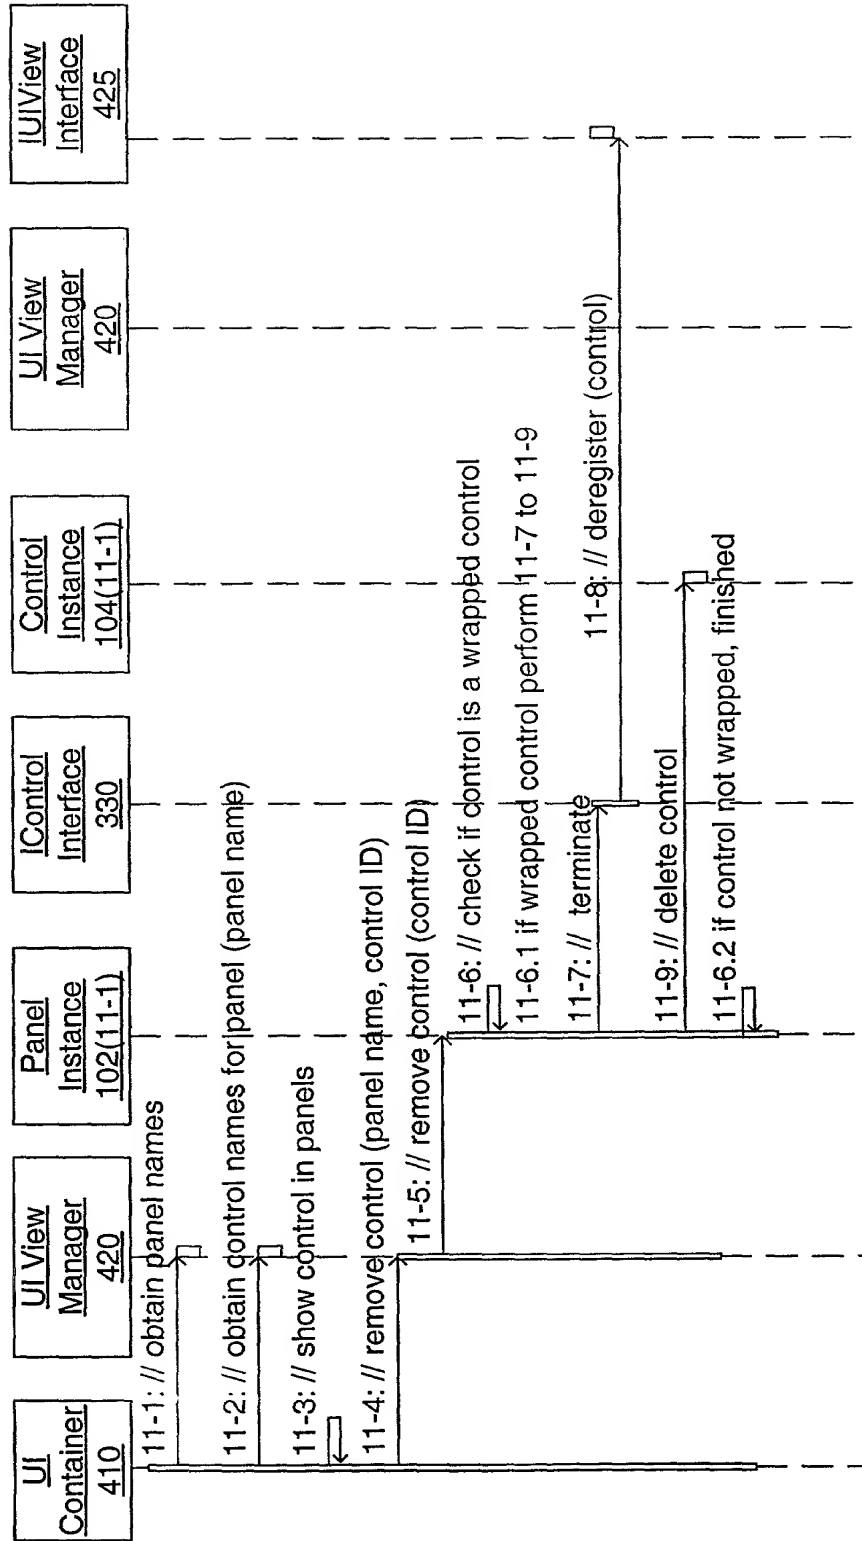 UI
Container
410
UI View
Manager
420
Panel
Instance
102(11-1)
IControl
Interface
330
Control
Instance
104(11-1)
UI View
Manager
420
IUIView
Interface
425
11-1: // obtain panel names
11-2: // obtain control names for panel (panel name)
11-3: // show control in panels
11-4: // remove control (panel name, control ID)
11-5: // remove control (control ID)
11-6: // check if control is a wrapped control
11-6.1 if wrapped control perform 11-7 to 11-9
11-7: // terminate
11-8: // deregister (control)
11-9: // delete control
11-6.2 if control not wrapped, finished